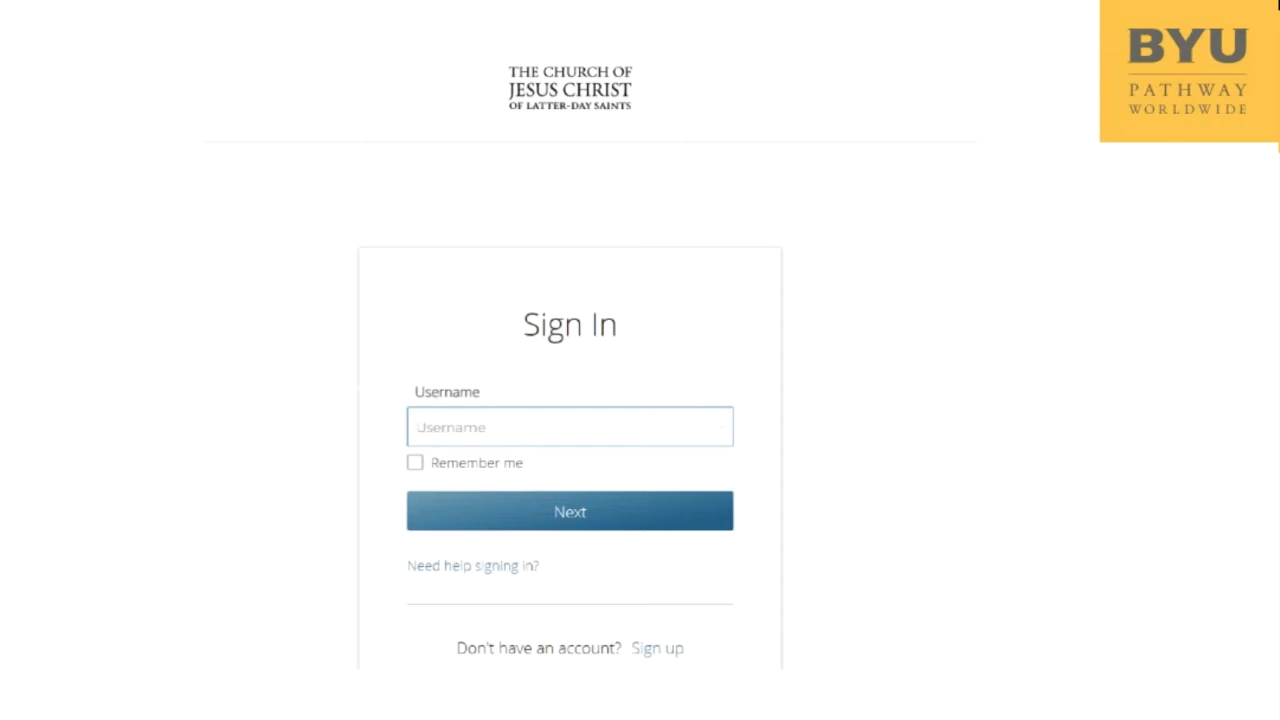 THE CHURCH OF
JESUS CHRIST
OF LATTER-DAY SAINTS
BYU
PATHWAY
WORLDWIDE
Sign In
Username
Username
Remember me
Next
Need help signing in?
Don't have an account? Sign up